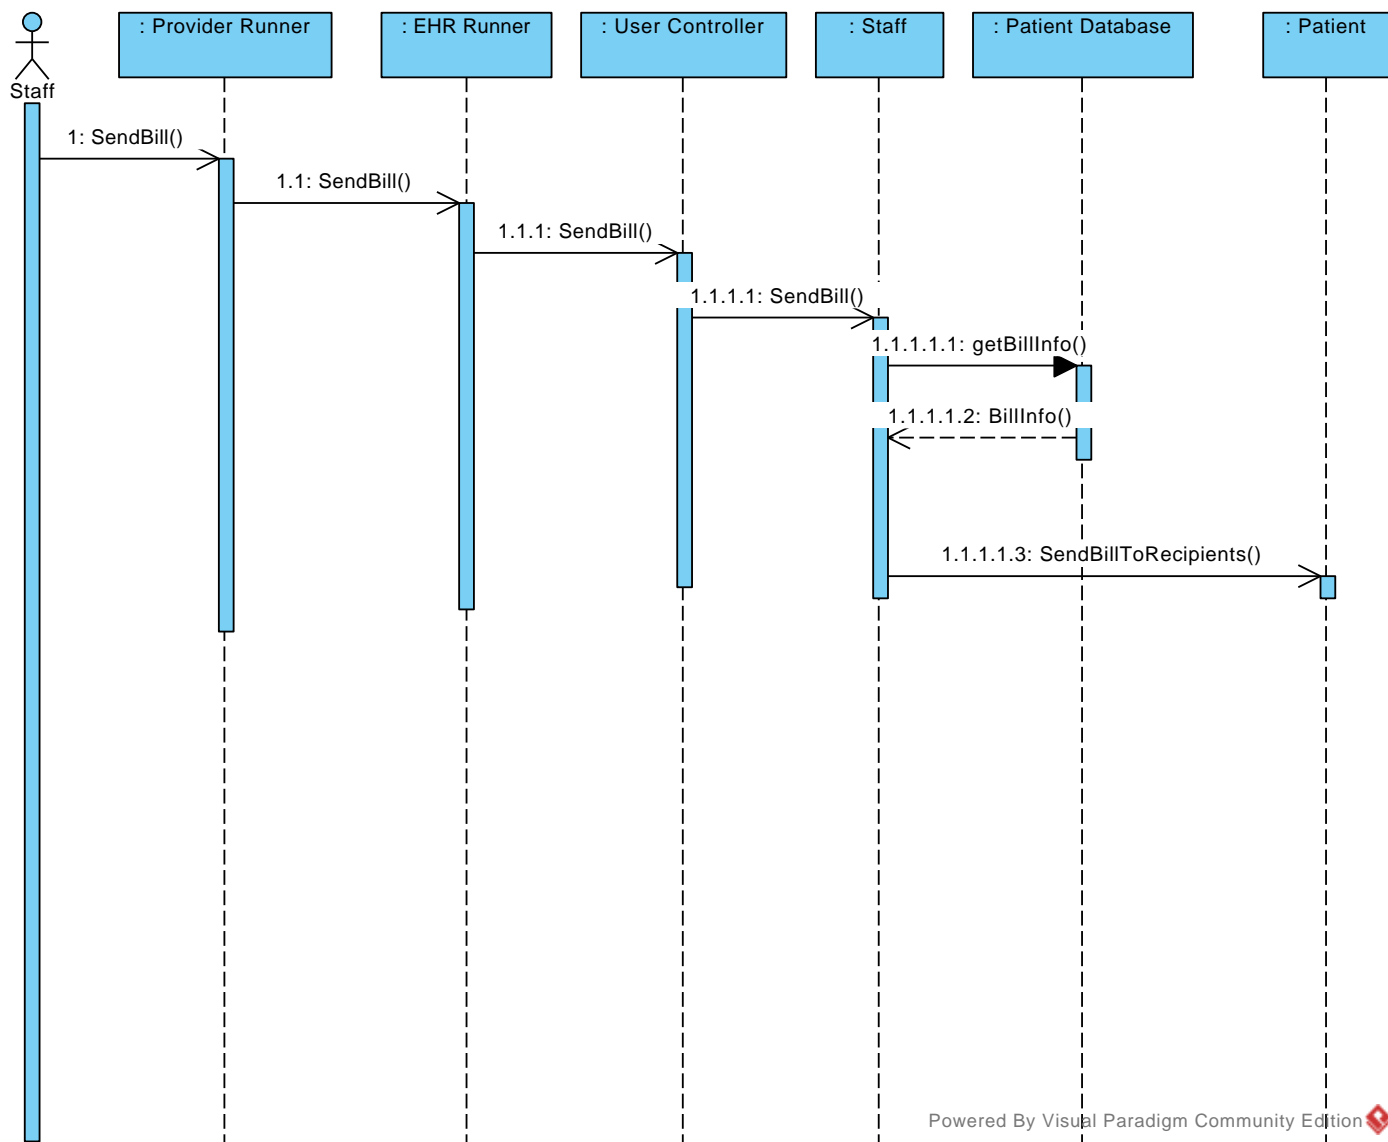 : Provider Runner
: EHR Runner
: User Controller
: Staff
: Patient Database
: Patient
Staff
1: SendBill()
1.1: SendBill()
1.1.1: SendBill()
1.1.1.1: SendBill()
1.1.1.1.1: getBillInfo()
1.1.1.1.2: BillInfo()
1.1.1.1.3: SendBillToRecipients()
Powered By Visual Paradigm Community Edition